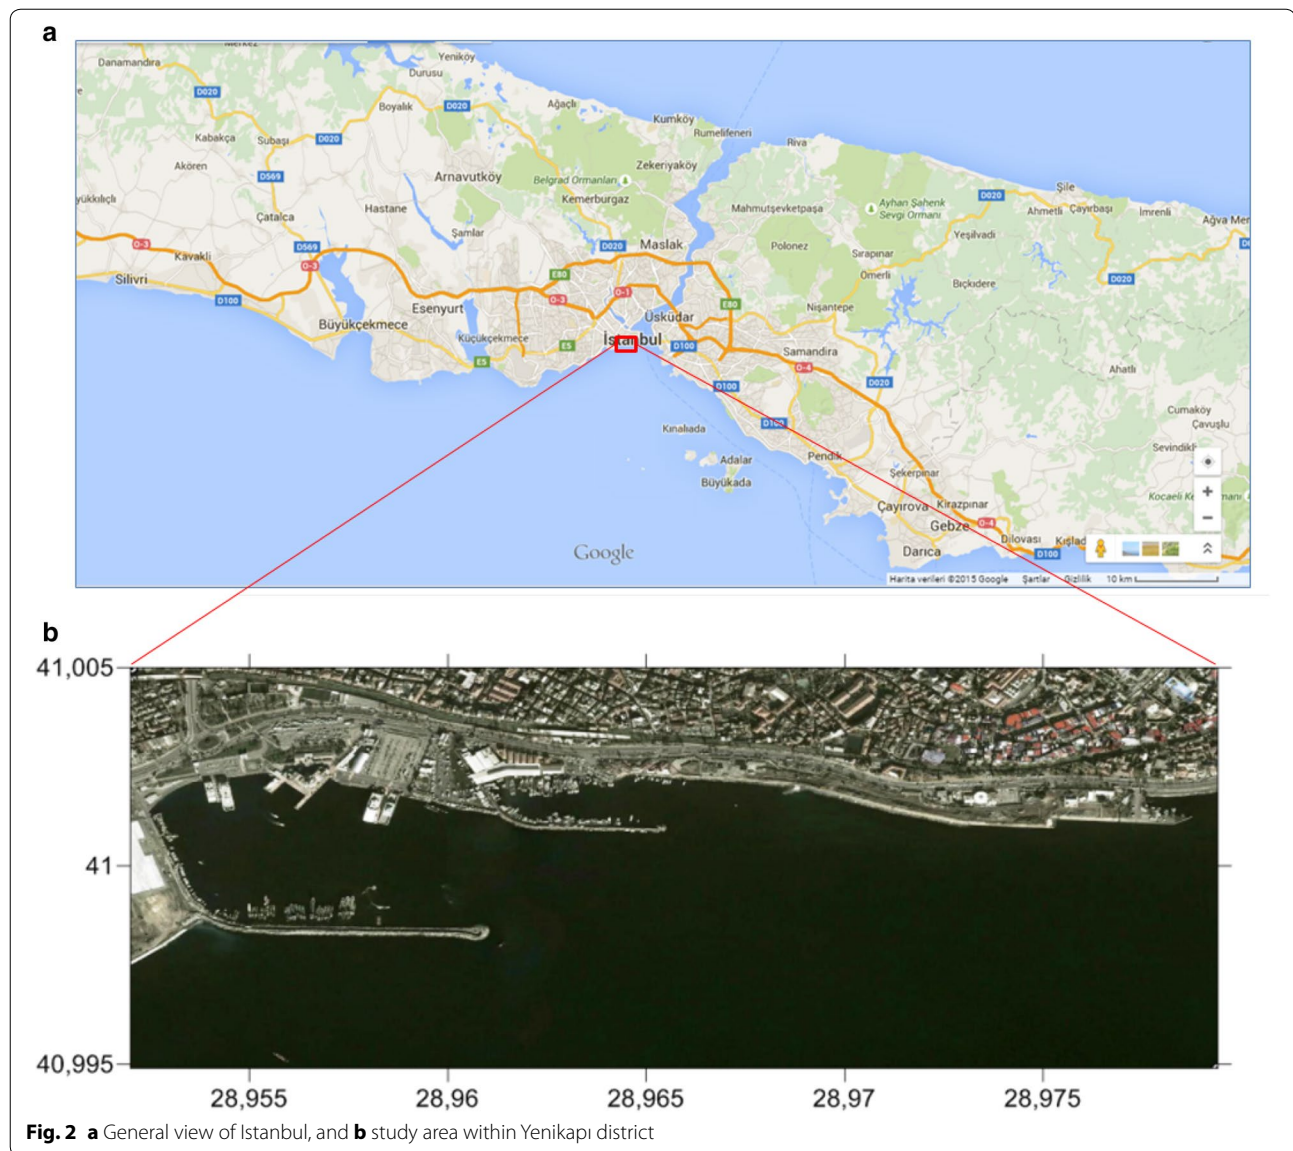 a
Merkez
Danamandıra
Yeniköy
Durusu
D020
Boyalık
D020
Ağaçlı
Kumköy
Rumelifeneri
Riva
Kabakça
Subaşı
D020
Akören
D569
Arnavutköy
Belgrad Ormanları
Zekeriyaköy
Kemerburgaz
Hastane
Çatalca
Şamlar
Mahmutşevketpaşa
Ayhan Şahenk
Sevgi Ormanı
D020
Şile
Ahmetli
Çayırbaşı
İmrenli
Ağva Mer
O-3
Kavakli
D569
O-3
D020
Maslak
Polonez
Sırapınar
Yeşilvadi
Ömerli
Silivri
D100
E80
O-3
O-1
E80
Nişantepe
Bıçkıdere
D020
Esenyurt
Büyükçekmece
Küçükçekmece
E5
E5
Üsküdar
İstanbul
D100
Samandıra
O-4
D020
Ahatlı
D100
D100
Kınalıada
Adalar
Büyükada
Pendik
Şekerpınar
Cumaköy
Çavuşlu
Çayırova
Kirazpınar
Gebze
O-4
Dilovası
Darıca
D100
Google
Harita verileri ©2015 Google
Şartlar
Gizlilik
10 km
b
41,005
41
40,995
28,955
28,96
28,965
28,97
28,975
Fig. 2 a General view of Istanbul, and b study area within Yenikapı district